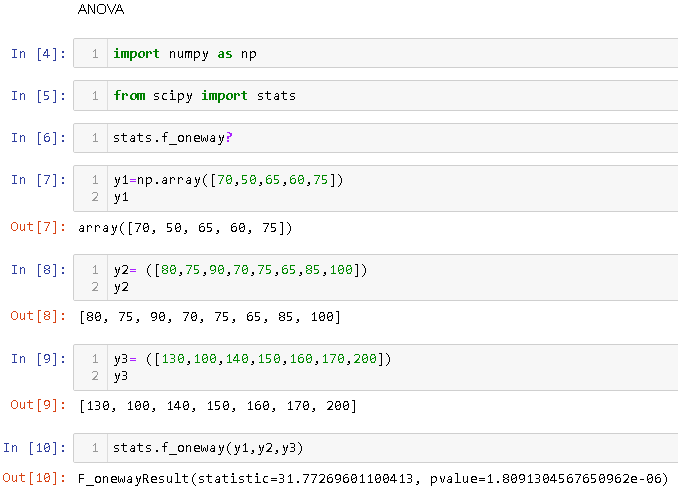 ANOVA
In [4]: 1 import numpy as np
In [5]: 1 from scipy import stats
In [6]: 1 stats.f_oneway?
In [7]: 1 y1=np.array([70,50,65,60,75])
2 y1
Out[7]: array([70, 50, 65, 60, 75])
In [8]: 1 y2= ([80,75,90,70,75,65,85,100])
2 y2
Out[8]: [80, 75, 90, 70, 75, 65, 85, 100]
In [9]: 1 y3= ([130,100,140,150,160,170,200])
2 y3
Out[9]: [130, 100, 140, 150, 160, 170, 200]
In [10]: 1 stats.f_oneway(y1,y2,y3)
Out[10]: F_onewayResult(statistic=31.77269601100413, pvalue=1.8091304567650962e-06)